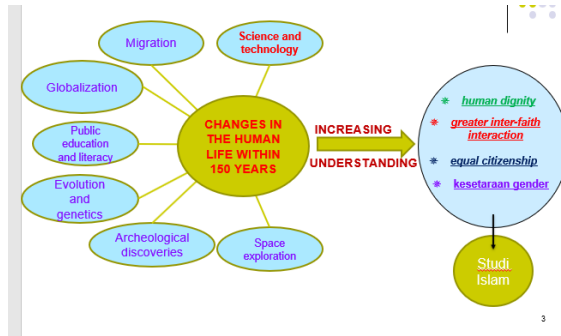 Migration
Science and
technology
Globalization
Public
education
and literacy
Evolution
and
genetics
Archeological
discoveries
Space
exploration
CHANGES IN
THE HUMAN
LIFE WITHIN
150 YEARS
INCREASING
UNDERSTANDING
human dignity
greater inter-faith
interaction
equal citizenship
kesetaraan gender
Studi
Islam
3